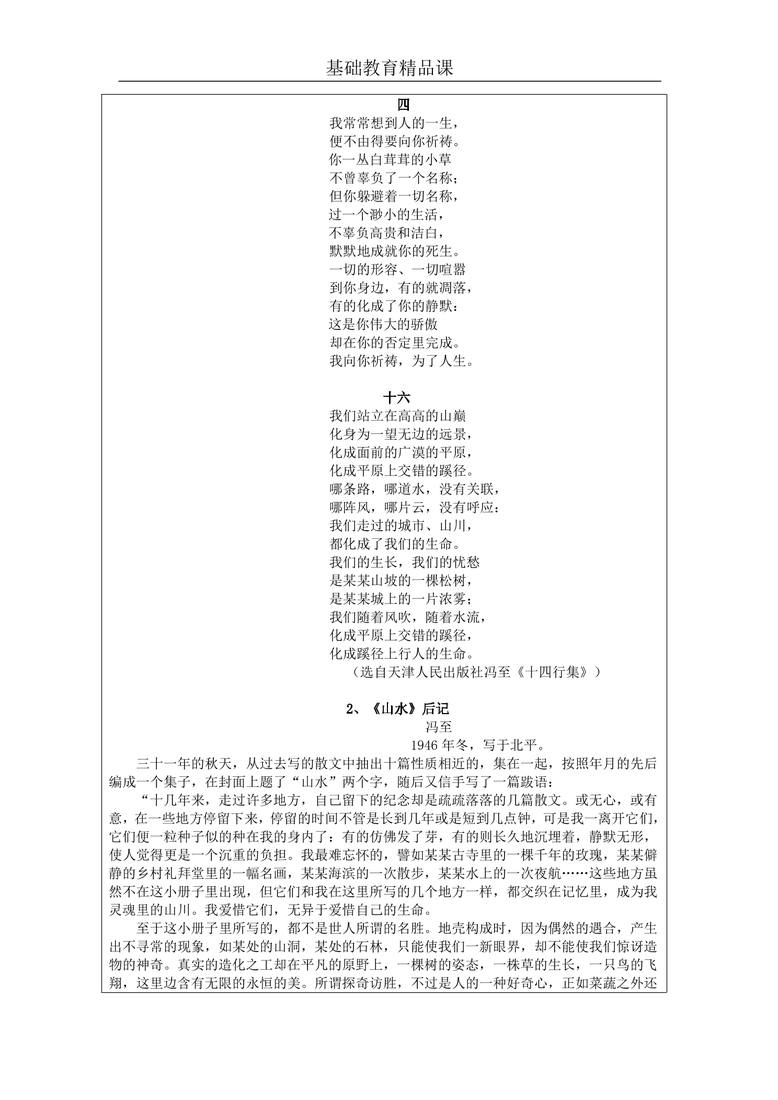 基础教育精品课
四
我常常想到人的一生，
便不由得要向你祈祷。
你一丛白茸茸的小草
不曾辜负了一个名称；
但你躲避着一切名称，
过一个渺小的生活，
不辜负高贵和洁白，
默默地成就你的死生。
一切的形容、一切喧嚣
到你身边，有的就凋落，
有的化成了你的静默：
这是你伟大的骄傲
却在你的否定里完成。
我向你祈祷，为了人生。
十六
我们站立在高高的山巅
化身为一望无边的远景，
化成面前的广漠的平原，
化成平原上交错的蹊径。
哪条路，哪道水，没有关联，
哪阵风，哪片云，没有呼应：
我们走过的城市、山川，
都化成了我们的生命。
我们的生长，我们的忧愁
是某某山坡的一棵松树，
是某某城上的一片浓雾；
我们随着风吹，随着水流，
化成平原上交错的蹊径，
化成蹊径上行人的生命。
（选自天津人民出版社冯至《十四行集》）
2、《山水》后记
冯至
1946 年冬，写于北平。
三十一年的秋天，从过去写的散文中抽出十篇性质相近的，集在一起，按照年月的先后
编成一个集子，在封面上题了“山水”两个字，随后又信手写了一篇跋语：
“十几年来，走过许多地方，自己留下的纪念却是疏疏落落的几篇散文。或无心，或有
意，在一些地方停留下来，停留的时间不管是长到几年或是短到几点钟，可是我一离开它们，
它们便一粒种子似的种在我的身内了：有的仿佛发了芽，有的则长久地沉埋着，静默无形，
使人觉得更是一个沉重的负担。我最难忘怀的，譬如某某古寺里的一棵千年的玫瑰，某某僻
静的乡村礼拜堂里的一幅名画，某某海滨的一次散步，某某水上的一次夜航……这些地方虽
然不在这小册子里出现，但它们和我在这里所写的几个地方一样，都交织在记忆里，成为我
灵魂里的山川。我爱惜它们，无异于爱惜自己的生命。
至于这小册子里所写的，都不是世人所谓的名胜。地壳构成时，因为偶然的遇合，产生
出不寻常的现象，如某处的山洞，某处的石林，只能使我们一新眼界，却不能使我们惊讶造
物的神奇。真实的造化之工却在平凡的原野上，一棵树的姿态，一株草的生长，一只鸟的飞
翔，这里边含有无限的永恒的美。所谓探奇访胜，不过是人的一种好奇心，正如菜蔬之外还